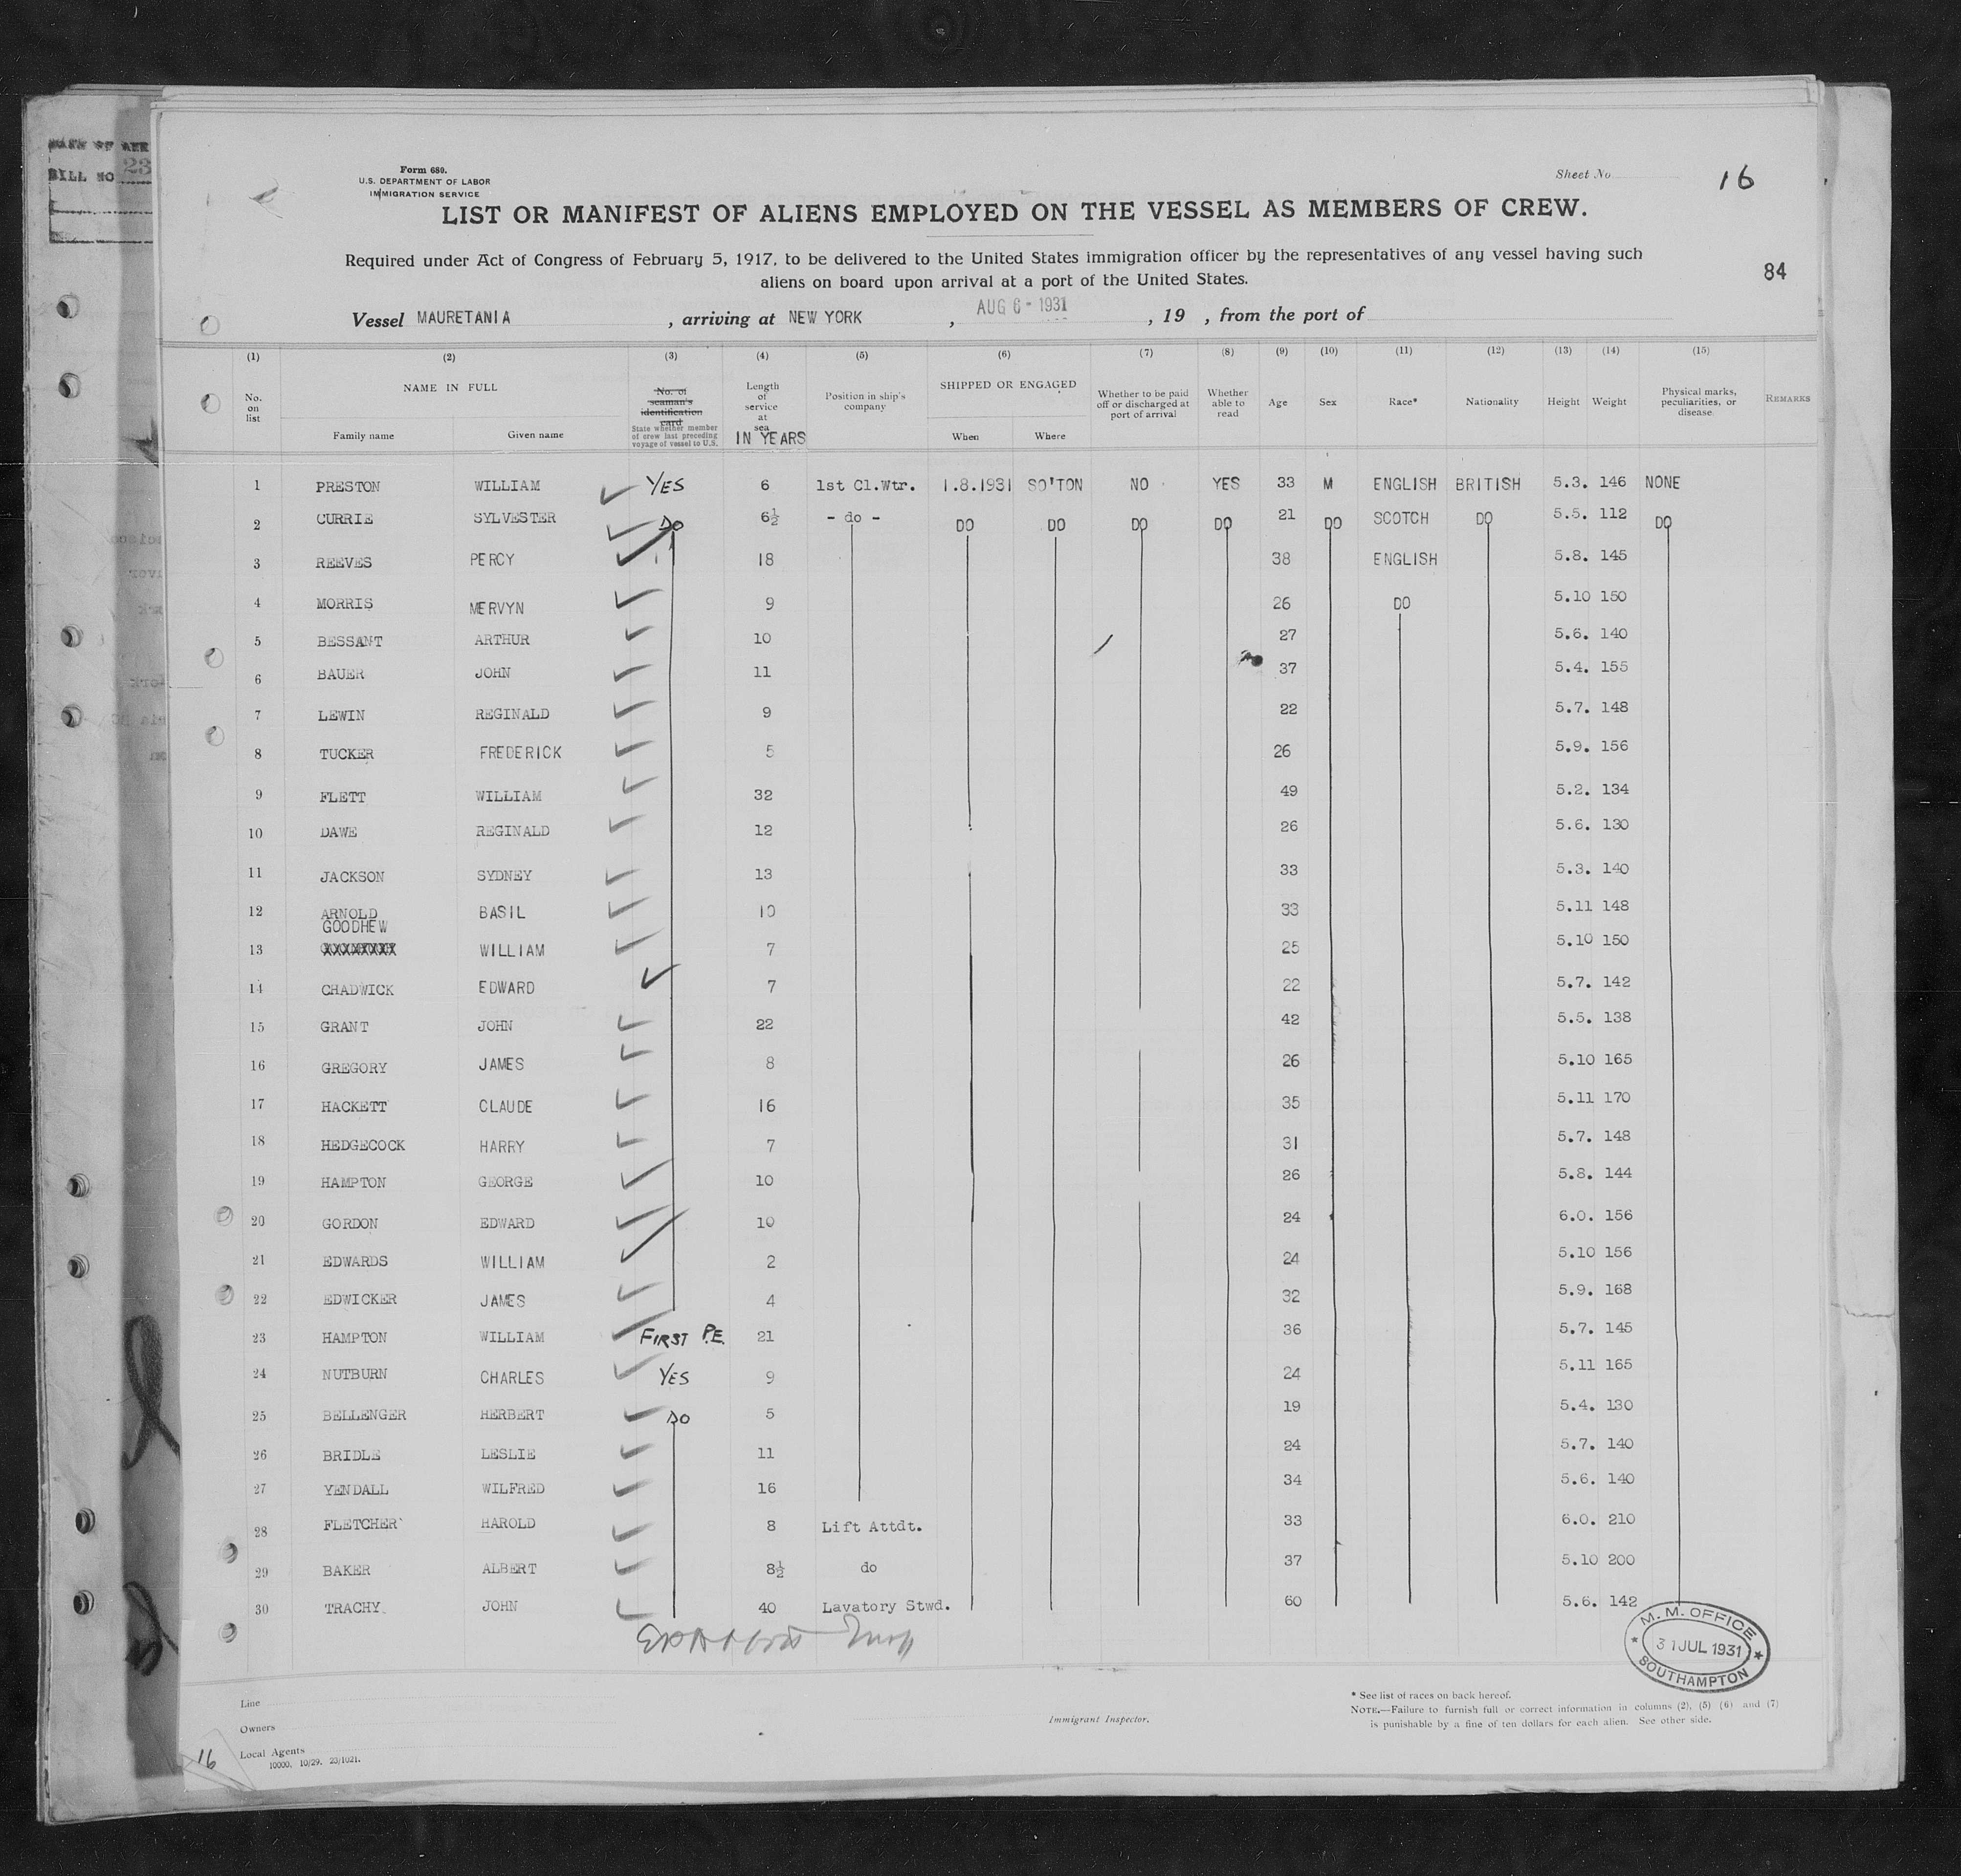 BILL NO 23
Form 680.
U.S. DEPARTMENT OF LABOR
IMMIGRATION SERVICE
Sheet No. 16
LIST OR MANIFEST OF ALIENS EMPLOYED ON THE VESSEL AS MEMBERS OF CREW.
Required under Act of Congress of February 5, 1917, to be delivered to the United States immigration officer by the representatives of any vessel having such
aliens on board upon arrival at a port of the United States.
84
Vessel MAURETANIA , arriving at NEW YORK , AUG 6 - 1931 , 19 , from the port of
(1) (2) (3) (4) (5) (6) (7) (8) (9) (10) (11) (12) (13) (14) (15)
No. on list
NAME IN FULL
Family name Given name
No. of seaman's identification card
State whether member of crew last preceding voyage of vessel to U.S.
Length of service at sea IN YEARS
Position in ship's company
SHIPPED OR ENGAGED
When Where
Whether to be paid off or discharged at port of arrival
Whether able to read
Age Sex Race* Nationality Height Weight
Physical marks, peculiarities, or disease
REMARKS
1 PRESTON WILLIAM YES 6 1st Cl.Wtr. 1.8.1931 SO'TON NO YES 33 M ENGLISH BRITISH 5.3. 146 NONE
2 CURRIE SYLVESTER DO 6½ - do - DO DO DO DO 21 DO SCOTCH DO 5.5. 112 DO
3 REEVES PERCY 18 38 ENGLISH 5.8. 145
4 MORRIS MERVYN 9 26 DO 5.10 150
5 BESSANT ARTHUR 10 27 5.6. 140
6 BAUER JOHN 11 37 5.4. 155
7 LEWIN REGINALD 9 22 5.7. 148
8 TUCKER FREDERICK 5 26 5.9. 156
9 FLETT WILLIAM 32 49 5.2. 134
10 DAWE REGINALD 12 26 5.6. 130
11 JACKSON SYDNEY 13 33 5.3. 140
12 ARNOLD BASIL 10 33 5.11 148
GOODHEW
13 WILLIAM 7 25 5.10 150
14 CHADWICK EDWARD 7 22 5.7. 142
15 GRANT JOHN 22 42 5.5. 138
16 GREGORY JAMES 8 26 5.10 165
17 HACKETT CLAUDE 16 35 5.11 170
18 HEDGECOCK HARRY 7 31 5.7. 148
19 HAMPTON GEORGE 10 26 5.8. 144
20 GORDON EDWARD 10 24 6.0. 156
21 EDWARDS WILLIAM 2 24 5.10 156
22 EDWICKER JAMES 4 32 5.9. 168
23 HAMPTON WILLIAM FIRST P.E. 21 36 5.7. 145
24 NUTBURN CHARLES YES 9 24 5.11 165
25 BELLENGER HERBERT DO 5 19 5.4. 130
26 BRIDLE LESLIE 11 24 5.7. 140
27 YENDALL WILFRED 16 34 5.6. 140
28 FLETCHER HAROLD 8 Lift Attdt. 33 6.0. 210
29 BAKER ALBERT 8½ do 37 5.10 200
30 TRACHY JOHN 40 Lavatory Stwd. 60 5.6. 142
M. M. OFFICE
31 JUL 1931
SOUTHAMPTON
Line
Owners
Local Agents
10000, 10/29. 23/1021.
16
Immigrant Inspector.
* See list of races on back hereof.
NOTE.—Failure to furnish full or correct information in columns (2), (5) (6) and (7)
is punishable by a fine of ten dollars for each alien. See other side.